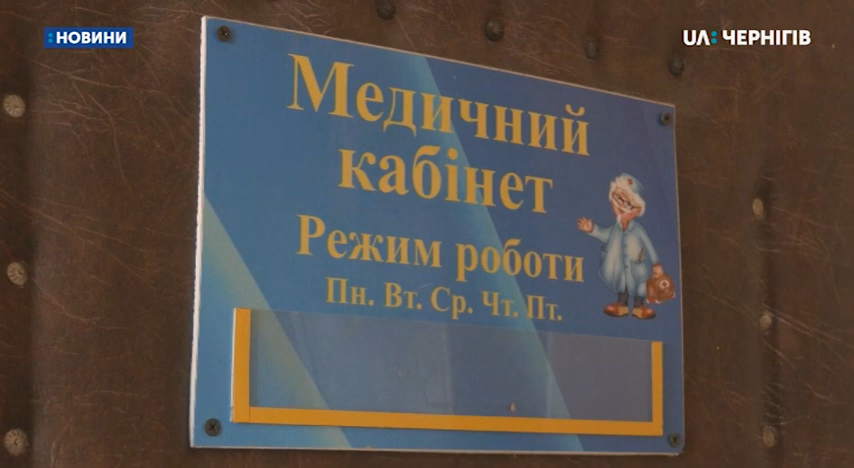 :НОВИНИ
UA: ЧЕРНІГІВ
Медичний
кабінет
Режим роботи
Пн. Вт. Ср. Чт. Пт.